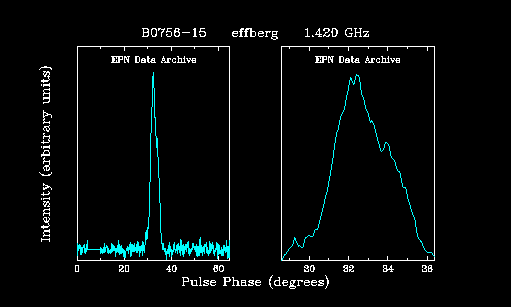 B0756-15 effberg 1.420 GHz
EPN Data Archive EPN Data Archive
Intensity (arbitrary units)
0 20 40 60 30 32 34 36
Pulse Phase (degrees)